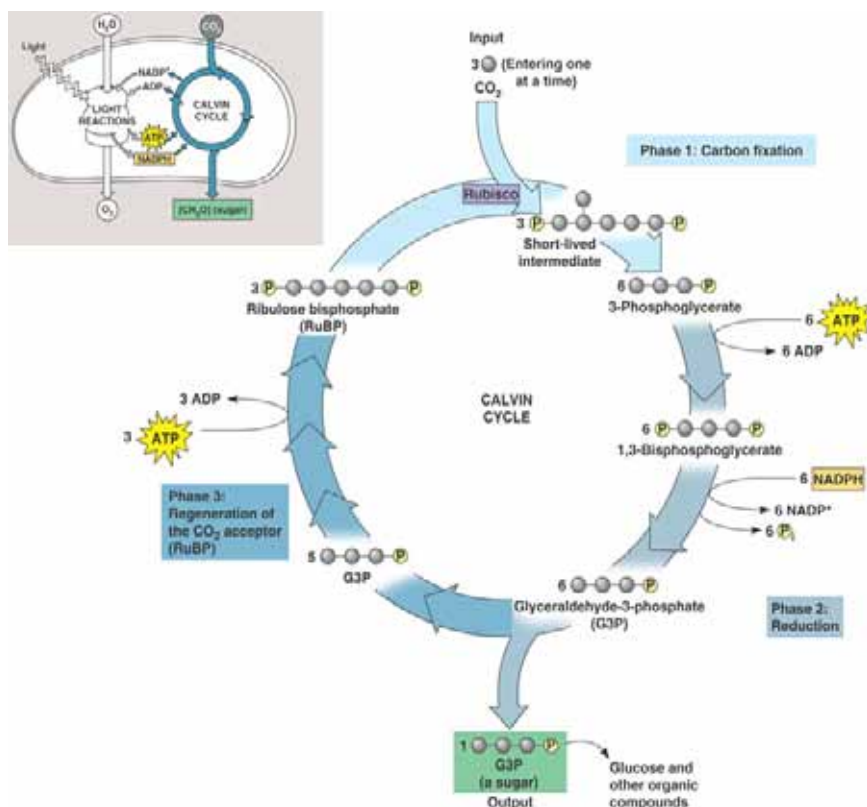 H₂O
CO₂
Light
NADP⁺
ADP
LIGHT
REACTIONS
CALVIN
CYCLE
ATP
NADPH
O₂
[CH₂O] (sugar)
Input
3 (Entering one
at a time)
CO₂
Phase 1: Carbon fixation
Rubisco
3 P P
Short-lived
intermediate
3 P P
Ribulose bisphosphate
(RuBP)
6 P
3-Phosphoglycerate
6 ATP
6 ADP
3 ADP
3 ATP
CALVIN
CYCLE
6 P P
1,3-Bisphosphoglycerate
6 NADPH
6 NADP⁺
6 Pᵢ
Phase 3:
Regeneration of
the CO₂ acceptor
(RuBP)
5 P
G3P
6 P
Glyceraldehyde-3-phosphate
(G3P)
Phase 2:
Reduction
1 P
G3P
(a sugar)
Output
Glucose and
other organic
compounds